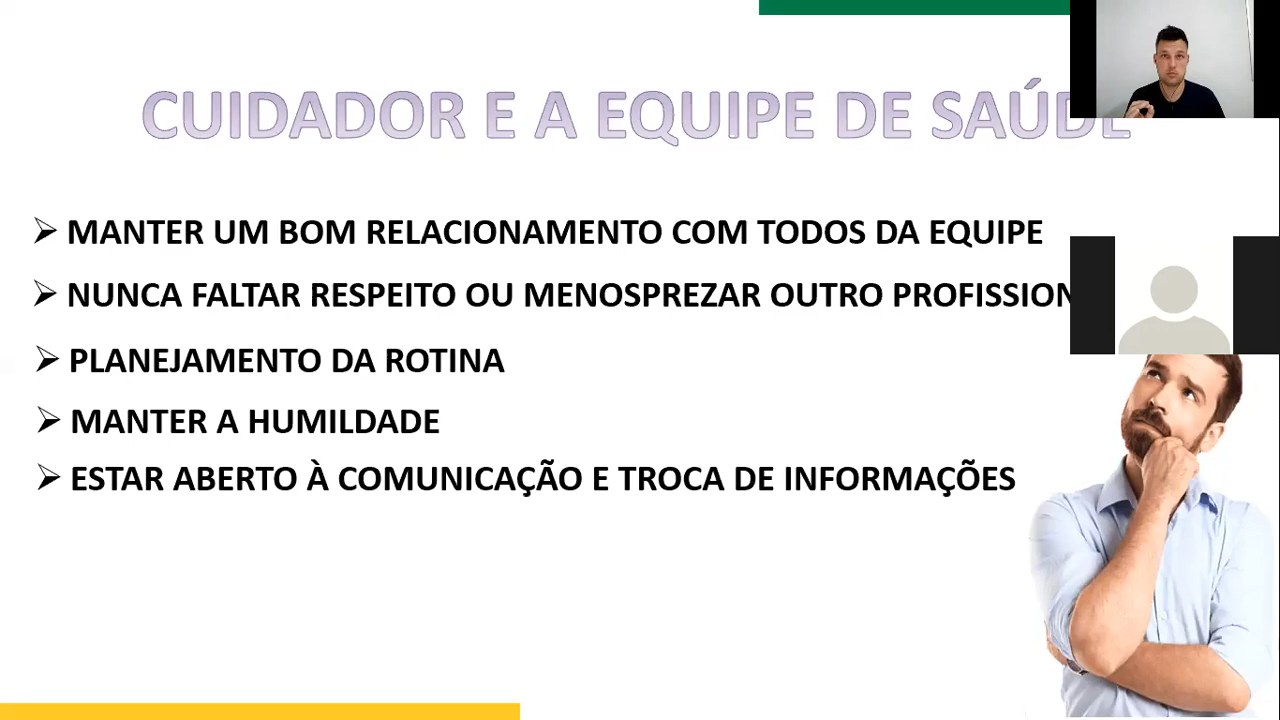 CUIDADOR E A EQUIPE DE SAÚDE
MANTER UM BOM RELACIONAMENTO COM TODOS DA EQUIPE
NUNCA FALTAR RESPEITO OU MENOSPREZAR OUTRO
PLANEJAMENTO DA ROTINA
MANTER A HUMILDADE
ESTAR ABERTO À COMUNICAÇÃO E TROCA DE INFORMAÇÕES